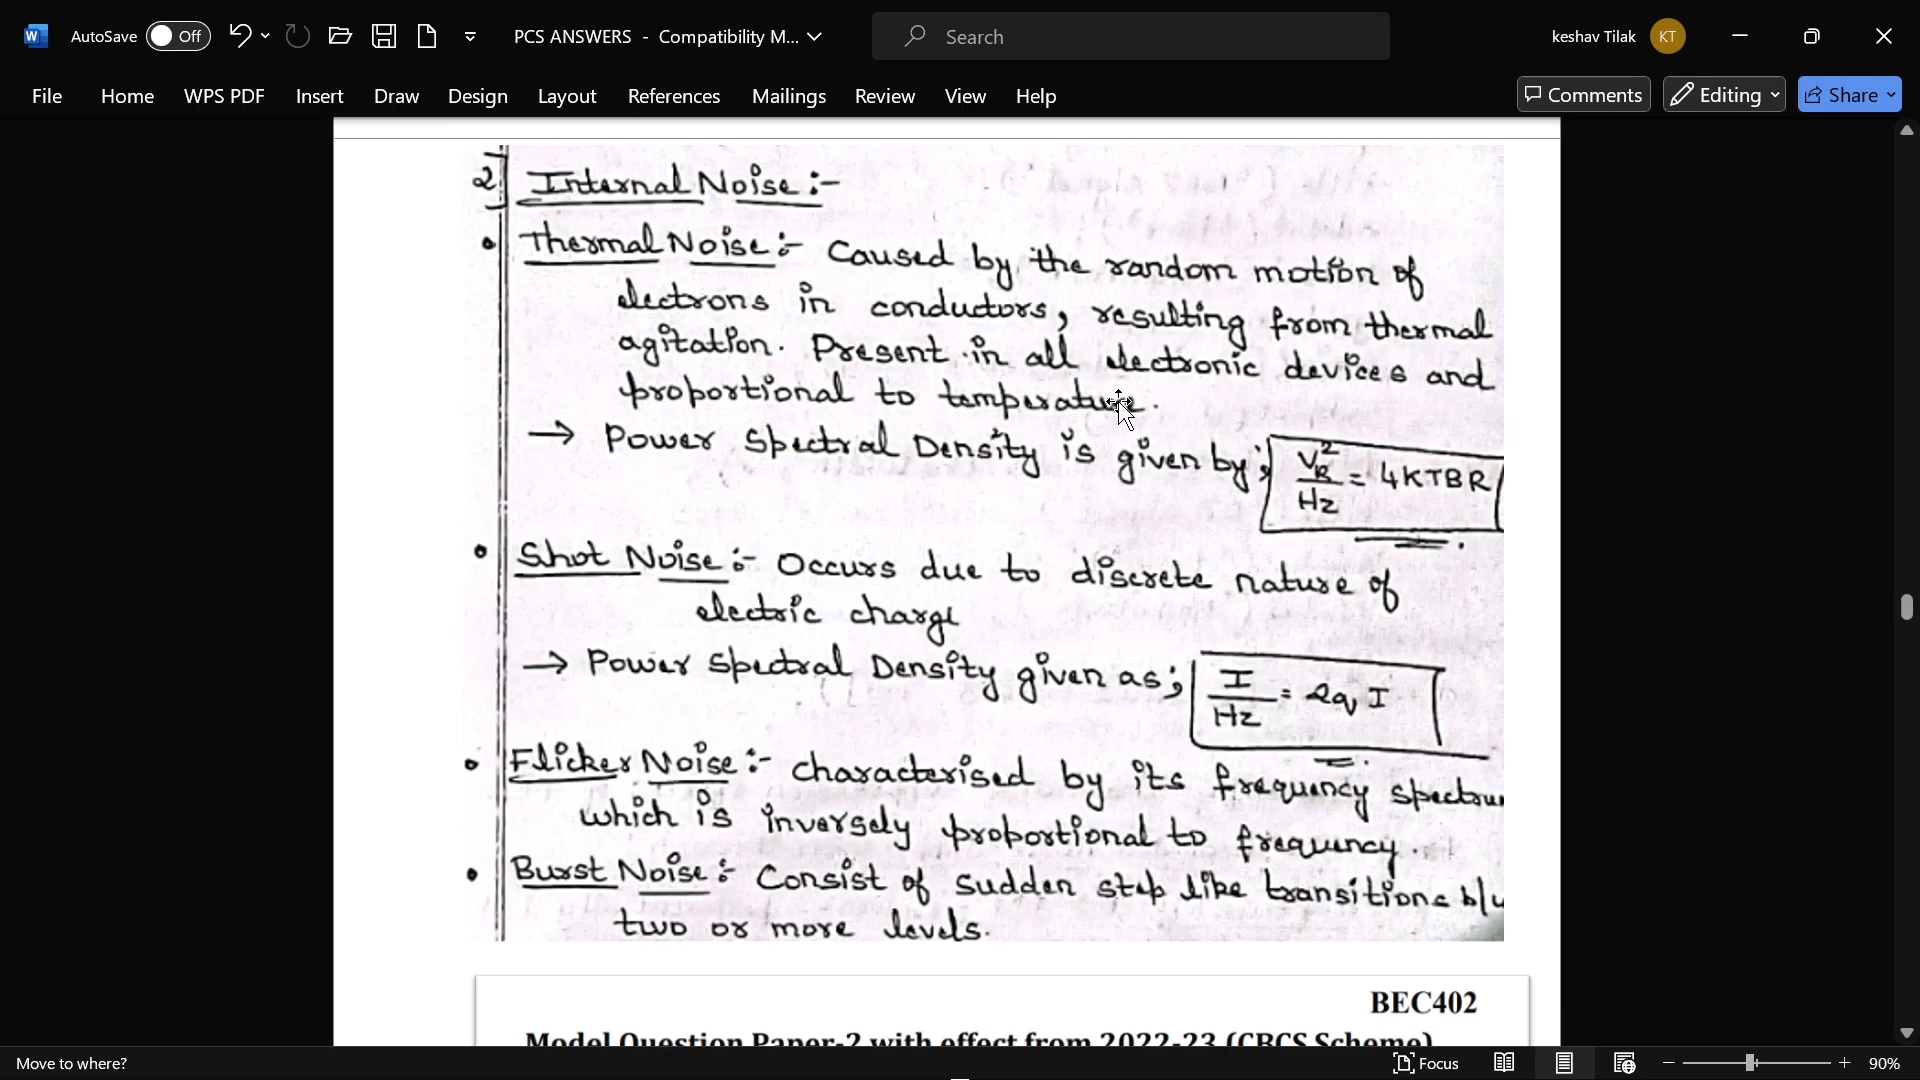 AutoSave Off PCS ANSWERS - Compatibility M... Search keshav Tilak KT
File Home WPS PDF Insert Draw Design Layout References Mailings Review View Help Comments Editing Share
2] Internal Noise :-
• Thermal Noise :- Caused by the random motion of
electrons in conductors, resulting from thermal
agitation. Present in all electronic devices and
proportional to temperature.
→ Power Spectral Density is given by; V_R^2/Hz = 4KTBR
• Shot Noise :- Occurs due to discrete nature of
electric charge
→ Power Spectral Density given as; I/Hz = 2qI
• Flicker Noise :- characterised by its frequency spectrum
which is inversely proportional to frequency.
• Burst Noise :- Consist of sudden step like transitions b/w
two or more levels.
BEC402
Model Question Paper-2 with effect from 2022-23 (CBCS Scheme)
Move to where? Focus 90%